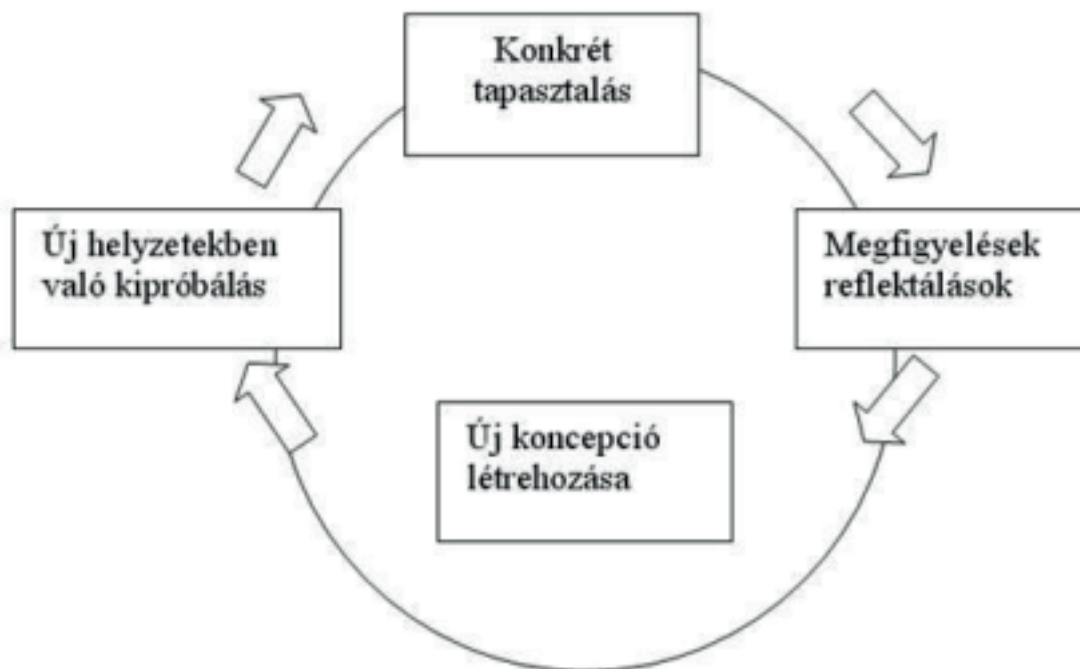 Konkrét
tapasztalás
Megfigyelések
reflektálások
Új koncepció
létrehozása
Új helyzetekben
való kipróbálás